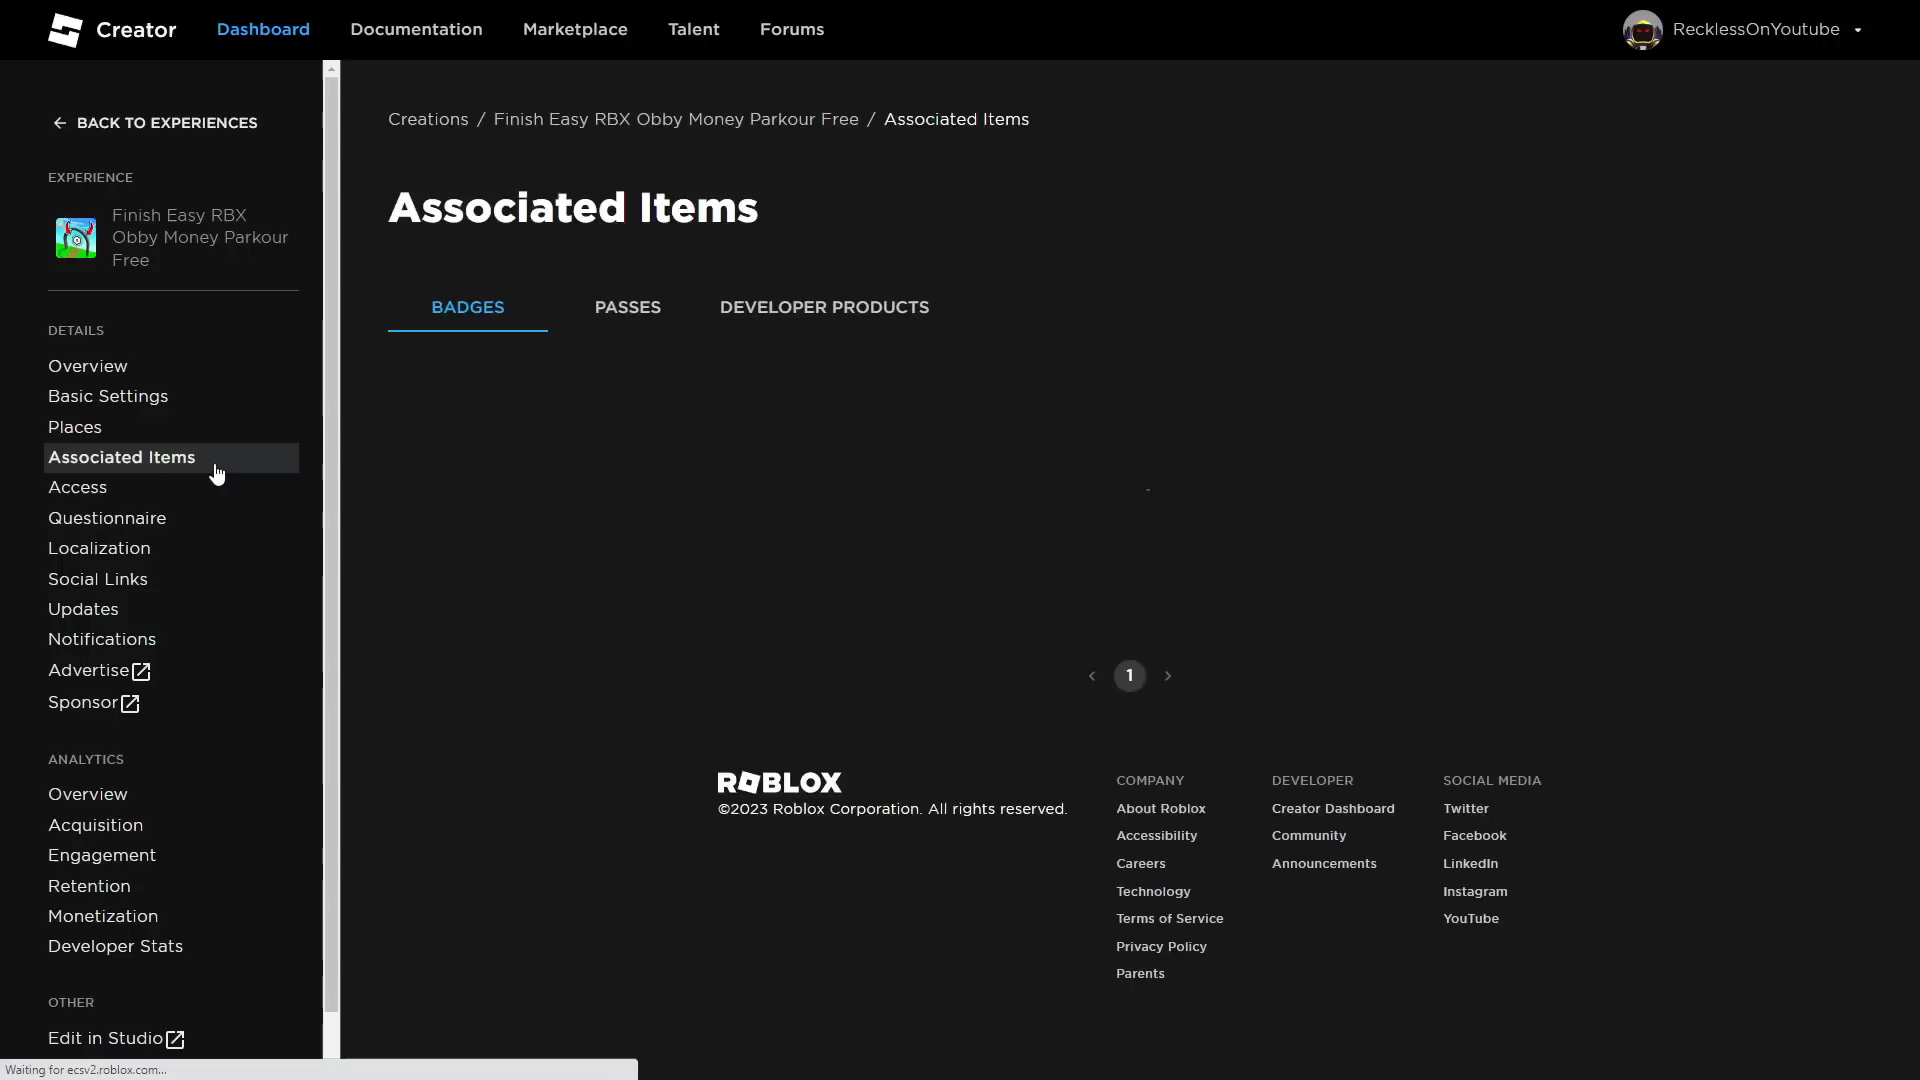 Creator
Dashboard
Documentation
Marketplace
Talent
Forums
RecklessOnYoutube
BACK TO EXPERIENCES
EXPERIENCE
Finish Easy RBX
Obby Money Parkour
Free
DETAILS
Overview
Basic Settings
Places
Associated Items
Access
Questionnaire
Localization
Social Links
Updates
Notifications
Advertise
Sponsor
ANALYTICS
Overview
Acquisition
Engagement
Retention
Monetization
Developer Stats
OTHER
Edit in Studio
Waiting for ecsv2.roblox.com...
Creations / Finish Easy RBX Obby Money Parkour Free / Associated Items
Associated Items
BADGES
PASSES
DEVELOPER PRODUCTS
1
ROBLOX
©2023 Roblox Corporation. All rights reserved.
COMPANY
About Roblox
Accessibility
Careers
Technology
Terms of Service
Privacy Policy
Parents
DEVELOPER
Creator Dashboard
Community
Announcements
SOCIAL MEDIA
Twitter
Facebook
LinkedIn
Instagram
YouTube